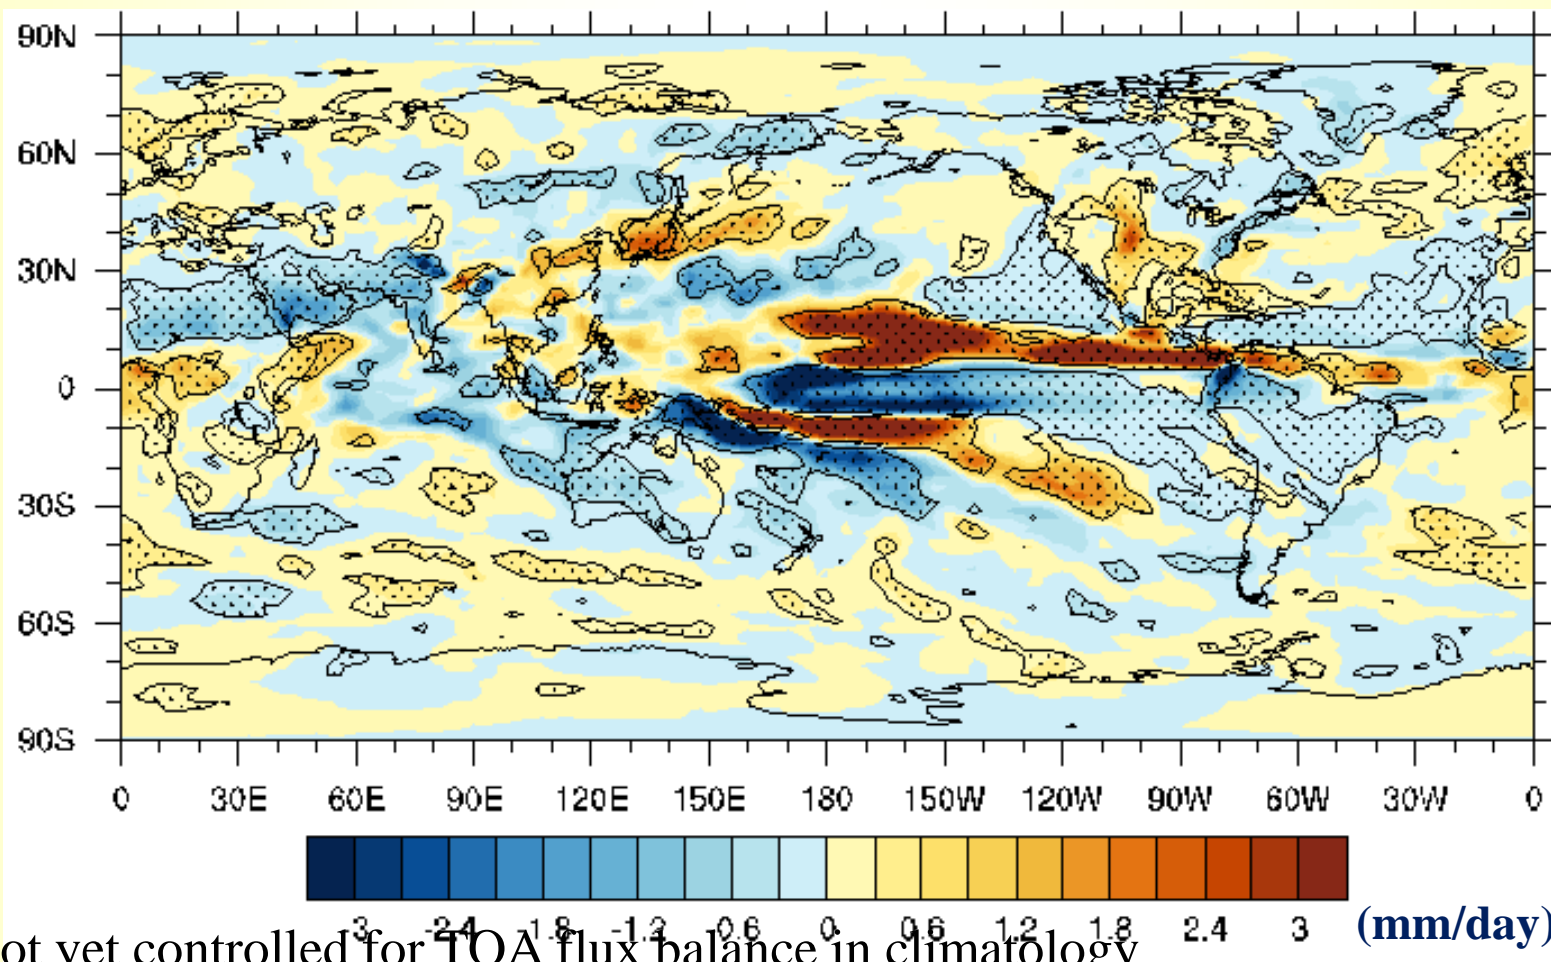 90N
60N
30N
0
30S
60S
90S
0 30E 60E 90E 120E 150E 180 150W 120W 90W 60W 30W 0
-3 -2.4 -1.8 -1.2 -0.6 0 0.6 1.2 1.8 2.4 3 (mm/day)
ot yet controlled for TOA flux balance in climatology